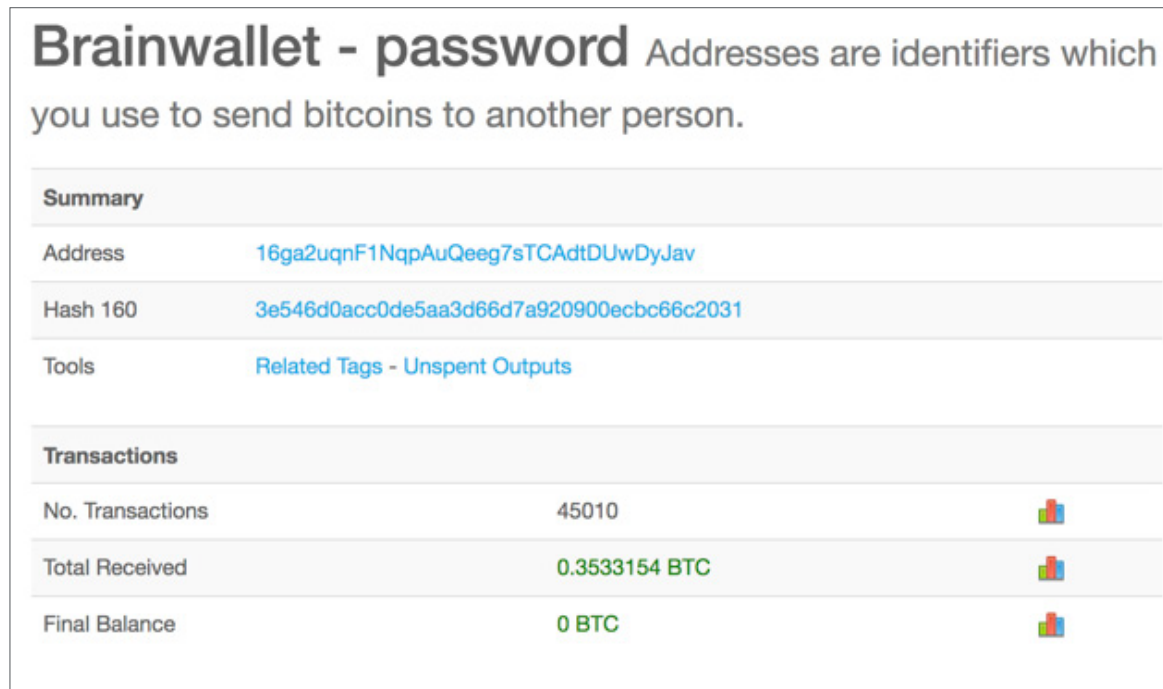 Brainwallet - password Addresses are identifiers which
you use to send bitcoins to another person.
Summary
Address 16ga2uqnF1NqpAuQeeg7sTCAdtDUwDyJav
Hash 160 3e546d0acc0de5aa3d66d7a920900ecbc66c2031
Tools Related Tags - Unspent Outputs
Transactions
No. Transactions 45010
Total Received 0.3533154 BTC
Final Balance 0 BTC